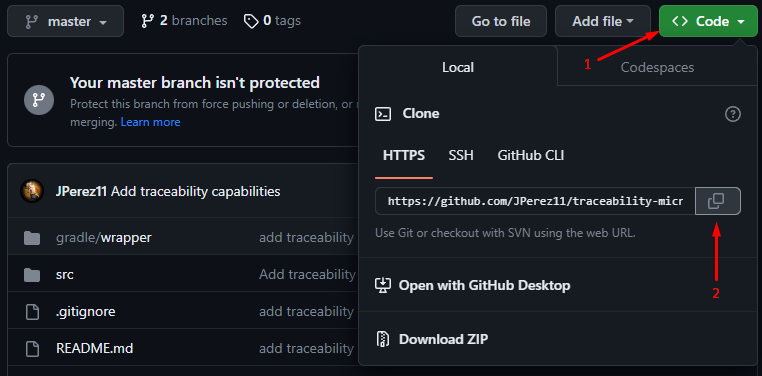 master
2 branches
0 tags
Go to file
Add file
Code
1
Local
Codespaces
Your master branch isn't protected
Protect this branch from force pushing or deletion, or
merging. Learn more
Clone
HTTPS
SSH
GitHub CLI
https://github.com/JPerez11/traceability-micr
Use Git or checkout with SVN using the web URL.
2
Open with GitHub Desktop
Download ZIP
JPerez11 Add traceability capabilities
gradle/wrapper
add traceability
src
Add traceability
.gitignore
add traceability
README.md
add traceability